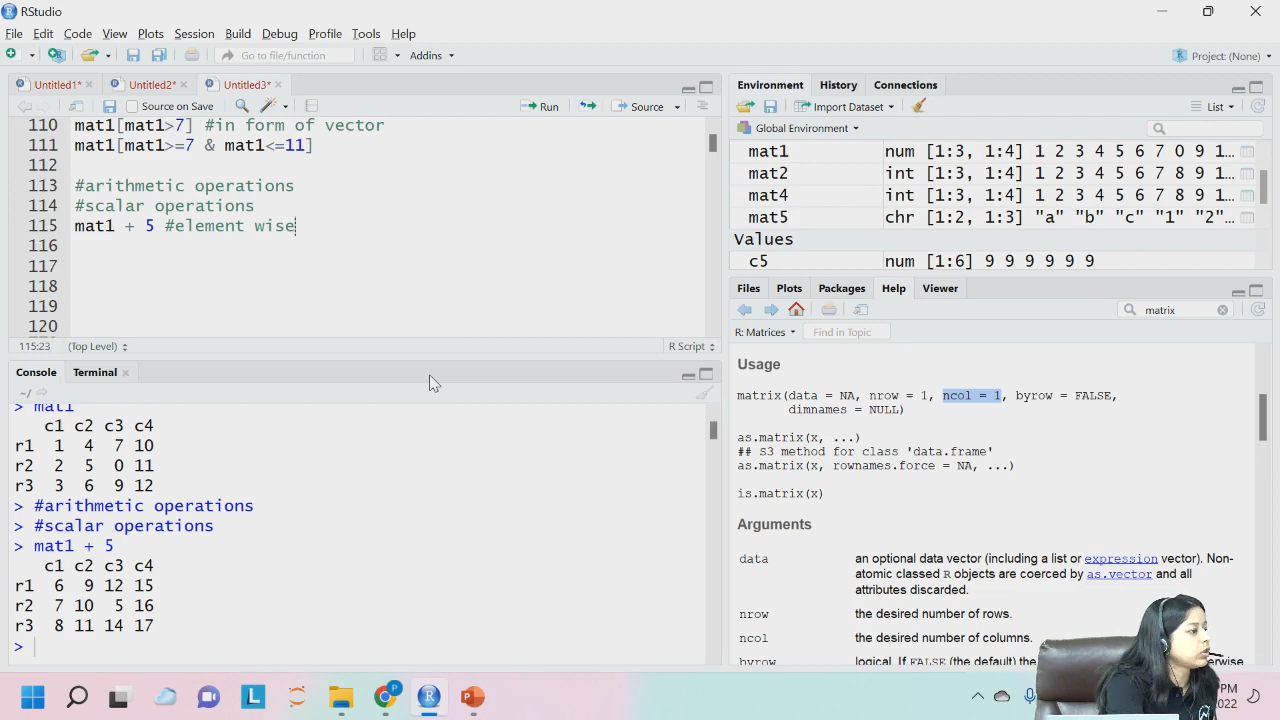 RStudio
File Edit Code View Plots Session Build Debug Profile Tools Help
Go to file/function Addins Project: (None)
Untitled1* Untitled2* Untitled3*
Source on Save Run Source
110 mat1[mat1>7] #in form of vector
111 mat1[mat1>=7 & mat1<=11]
112
113 #arithmetic operations
114 #scalar operations
115 mat1 + 5 #element wise
116
117
118
119
120
115:23 (Top Level) R Script
Console Terminal
~/
> mat1
c1 c2 c3 c4
r1 1 4 7 10
r2 2 5 0 11
r3 3 6 9 12
> #arithmetic operations
> #scalar operations
> mat1 + 5
c1 c2 c3 c4
r1 6 9 12 15
r2 7 10 5 16
r3 8 11 14 17
>
Environment History Connections
Import Dataset List
Global Environment
mat1 num [1:3, 1:4] 1 2 3 4 5 6 7 0 9 1…
mat2 int [1:3, 1:4] 1 2 3 4 5 6 7 8 9 1…
mat4 int [1:3, 1:4] 1 2 3 4 5 6 7 8 9 1…
mat5 chr [1:2, 1:3] "a" "b" "c" "1" "2"…
Values
c5 num [1:6] 9 9 9 9 9 9
Files Plots Packages Help Viewer
matrix
R: Matrices Find in Topic
Usage
matrix(data = NA, nrow = 1, ncol = 1, byrow = FALSE,
dimnames = NULL)
as.matrix(x, ...)
## S3 method for class 'data.frame'
as.matrix(x, rownames.force = NA, ...)
is.matrix(x)
Arguments
data an optional data vector (including a list or expression vector). Non-
atomic classed R objects are coerced by as.vector and all
attributes discarded.
nrow the desired number of rows.
ncol the desired number of columns.
byrow logical. If FALSE (the default) the
PM
2022